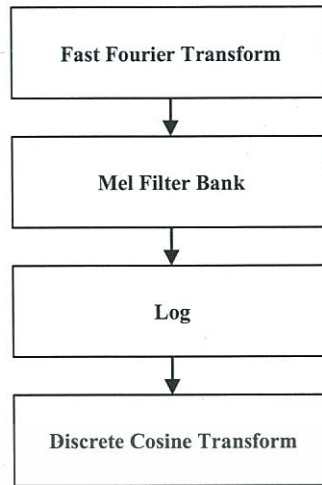 Fast Fourier Transform
Mel Filter Bank
Log
Discrete Cosine Transform